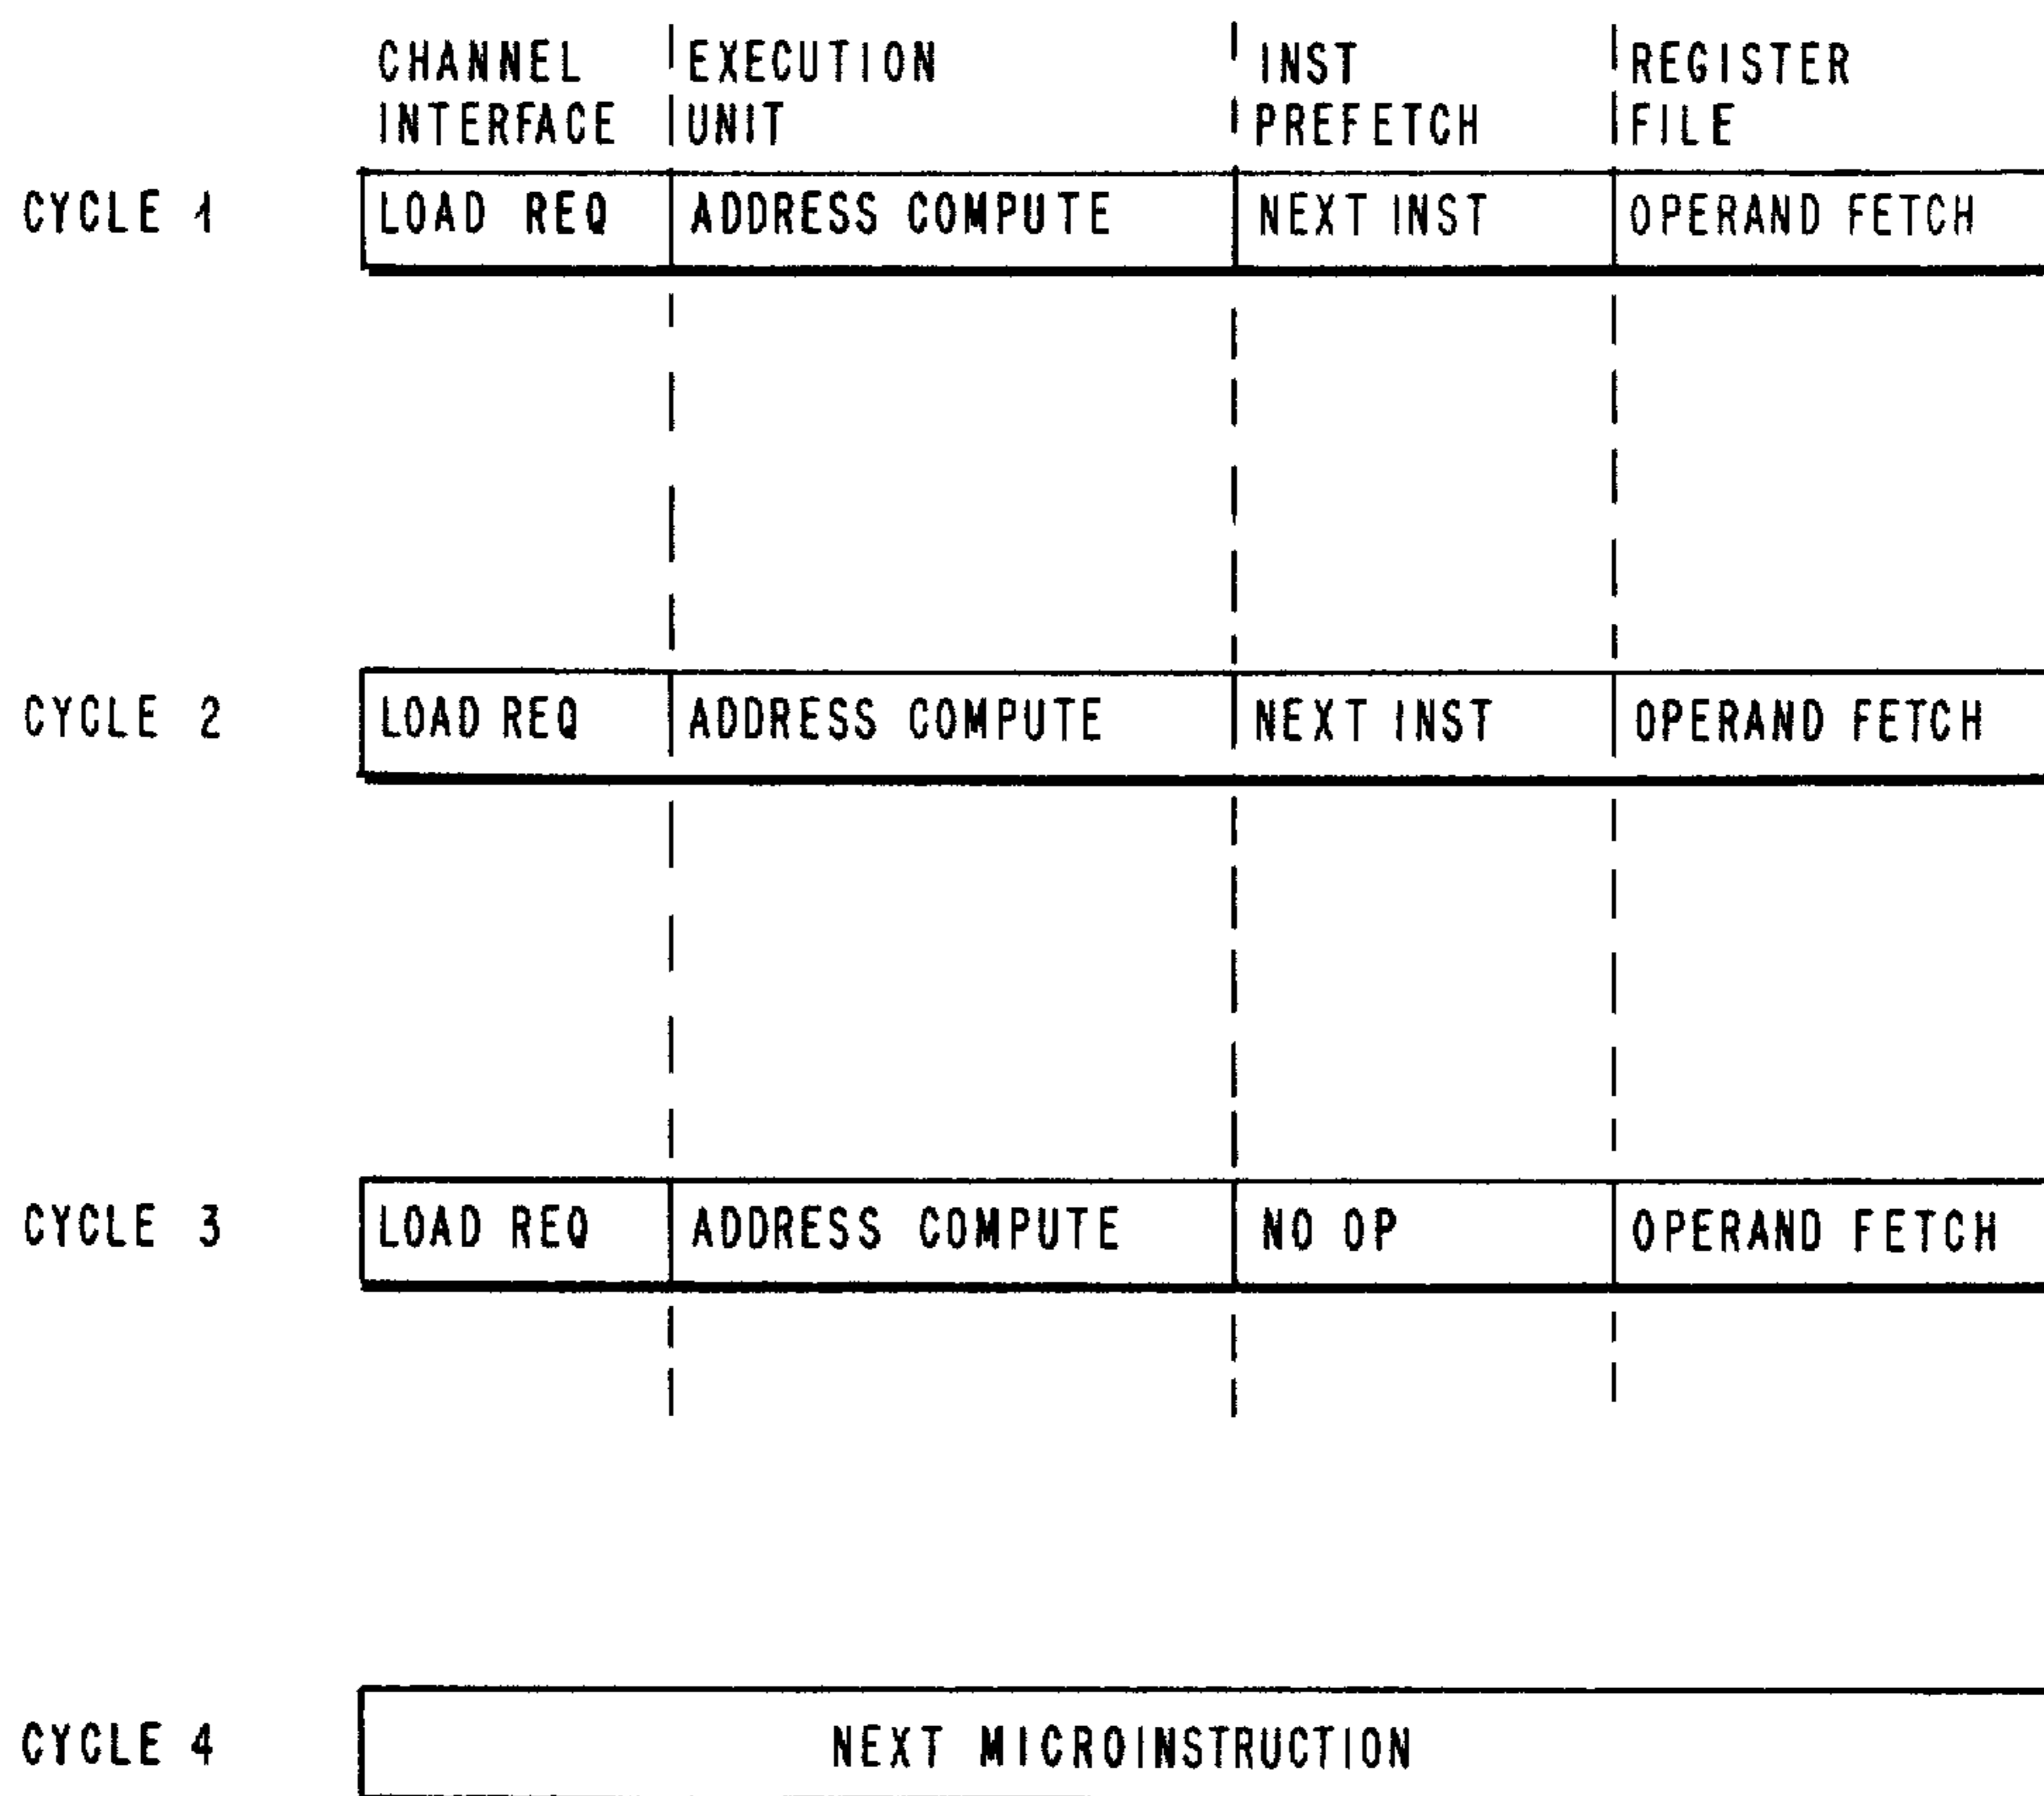 CHANNEL EXECUTION INST REGISTER
INTERFACE UNIT PREFETCH FILE
CYCLE 1 LOAD REQ ADDRESS COMPUTE NEXT INST OPERAND FETCH
CYCLE 2 LOAD REQ ADDRESS COMPUTE NEXT INST OPERAND FETCH
CYCLE 3 LOAD REQ ADDRESS COMPUTE NO OP OPERAND FETCH
CYCLE 4 NEXT MICROINSTRUCTION